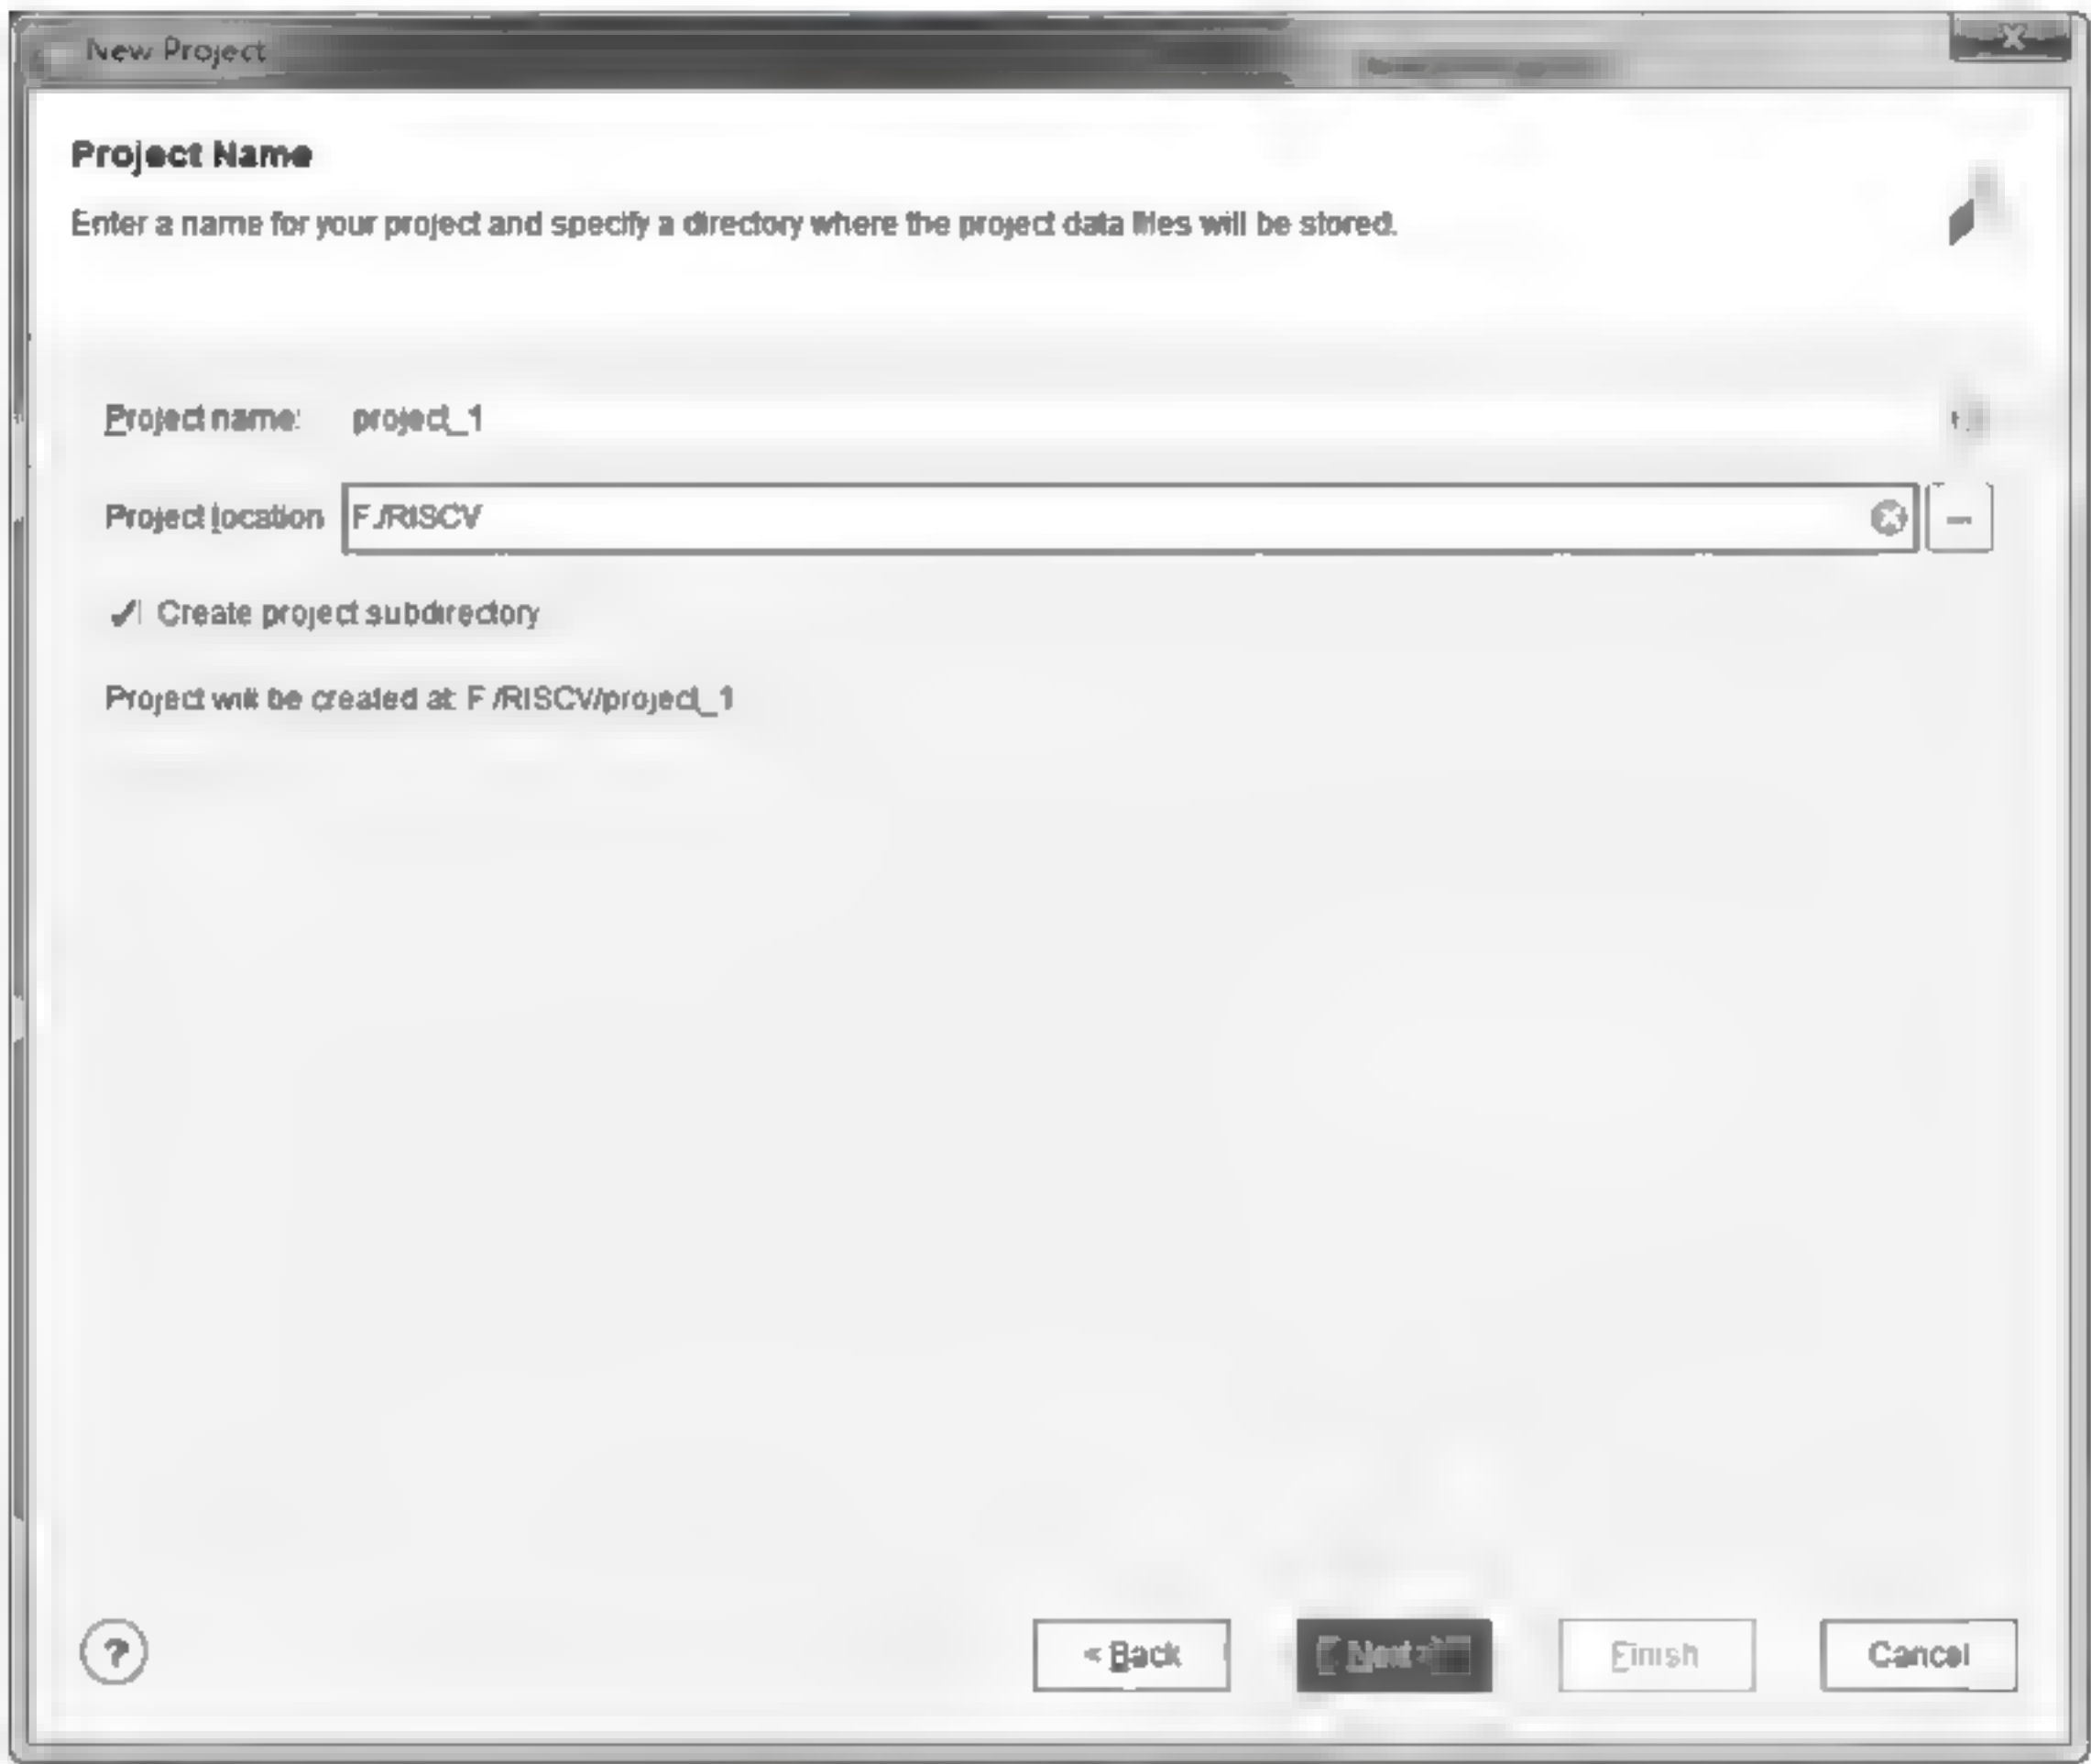 New Project
Project Name
Enter a name for your project and specify a directory where the project data files will be stored.
Project name: project_1
Project location F:/RISCV
Create project subdirectory
Project will be created at: F:/RISCV/project_1
?
< Back
Next >
Finish
Cancel